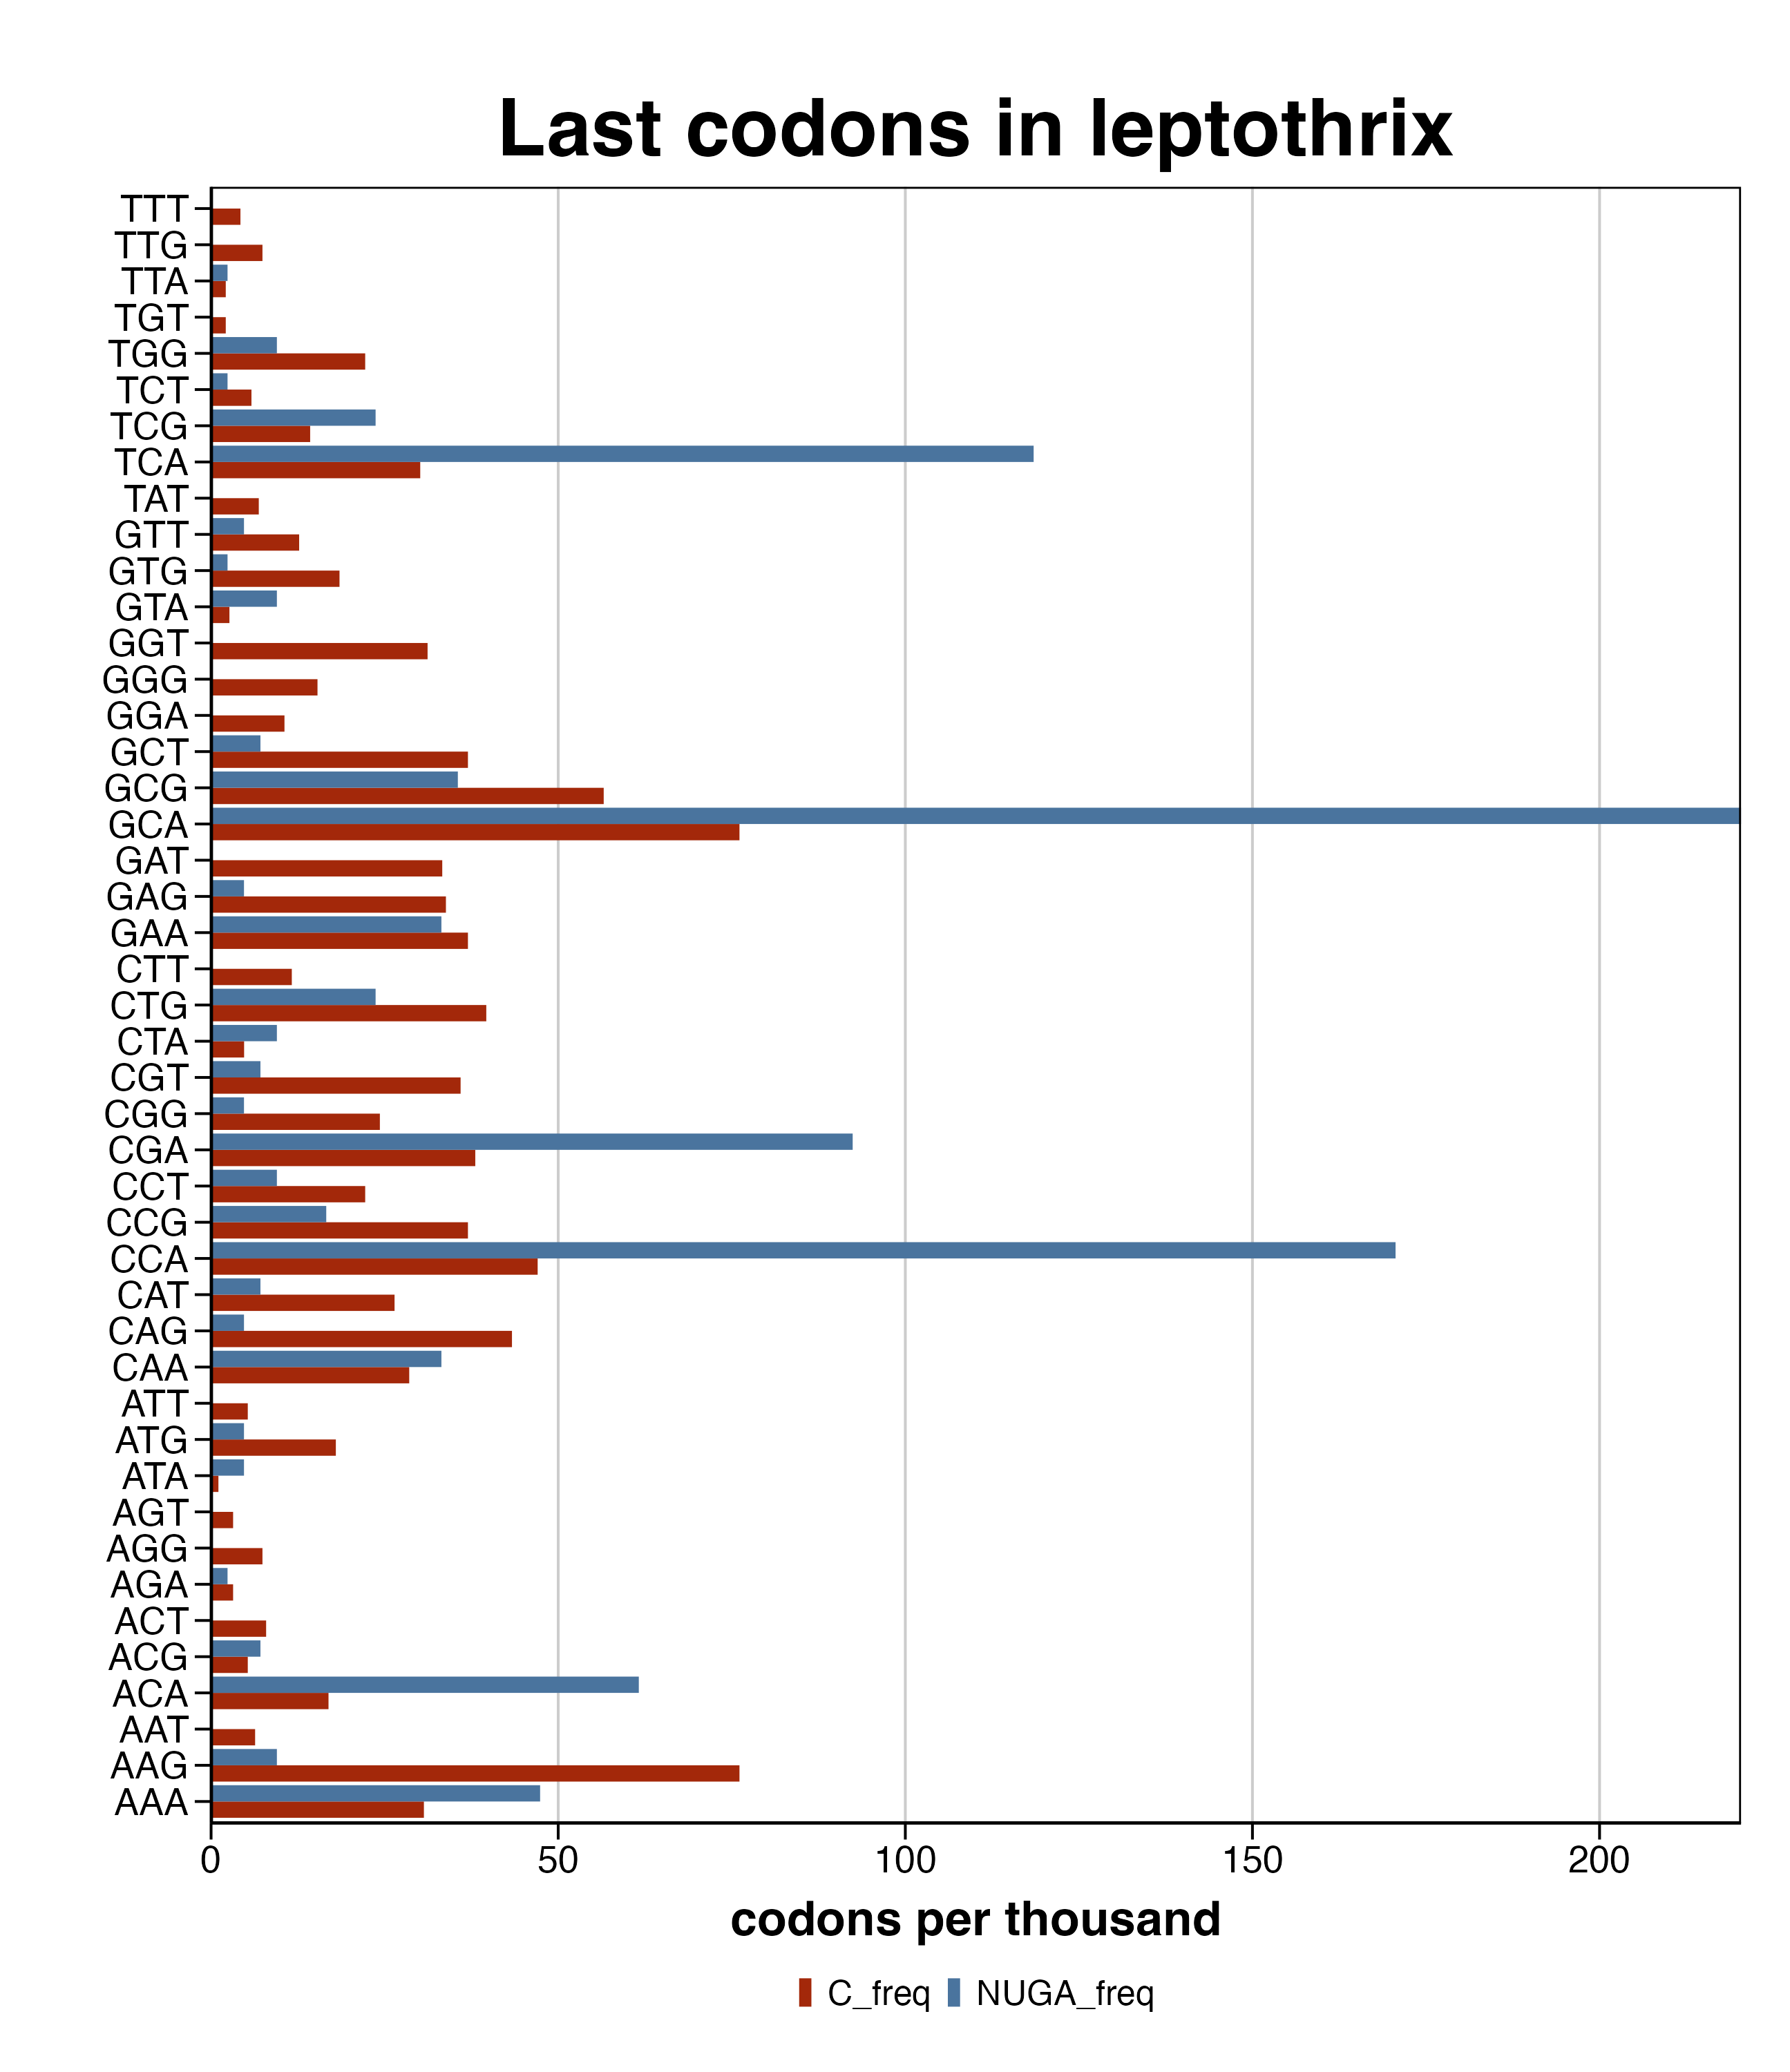 Last codons in leptothrix
TTT
TTG
TTA
TGT
TGG
TCT
TCG
TCA
TAT
GTT
GTG
GTA
GGT
GGG
GGA
GCT
GCG
GCA
GAT
GAG
GAA
CTT
CTG
CTA
CGT
CGG
CGA
CCT
CCG
CCA
CAT
CAG
CAA
ATT
ATG
ATA
AGT
AGG
AGA
ACT
ACG
ACA
AAT
AAG
AAA
0 50 100 150 200
codons per thousand
C_freq NUGA_freq